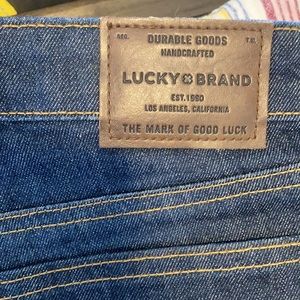 REG. DURABLE GOODS T.M.
HANDCRAFTED
LUCKY BRAND
EST. 1990
LOS ANGELES, CALIFORNIA
THE MARK OF GOOD LUCK